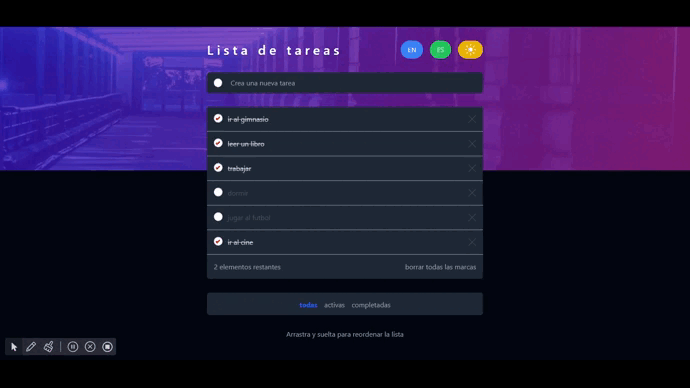 Lista de tareas
EN
ES
Crea una nueva tarea
ir al gimnasio
leer un libro
trabajar
dormir
jugar al futbol
ir al cine
2 elementos restantes
borrar todas las marcas
todas activas completadas
Arrastra y suelta para reordenar la lista